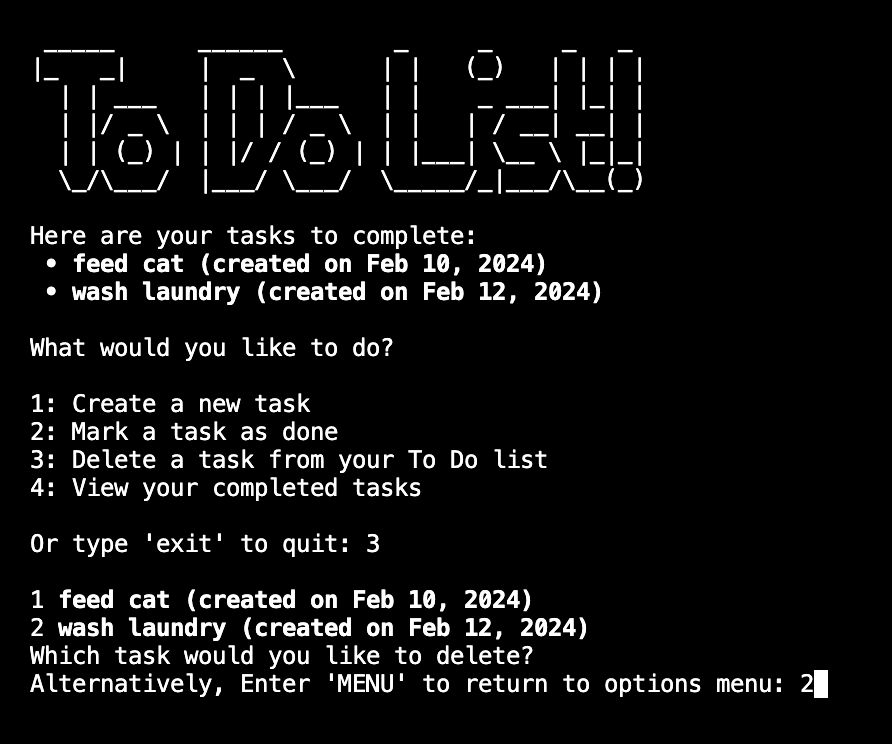 To Do List!
Here are your tasks to complete:
• feed cat (created on Feb 10, 2024)
• wash laundry (created on Feb 12, 2024)
What would you like to do?
1: Create a new task
2: Mark a task as done
3: Delete a task from your To Do list
4: View your completed tasks
Or type 'exit' to quit: 3
1 feed cat (created on Feb 10, 2024)
2 wash laundry (created on Feb 12, 2024)
Which task would you like to delete?
Alternatively, Enter 'MENU' to return to options menu: 2